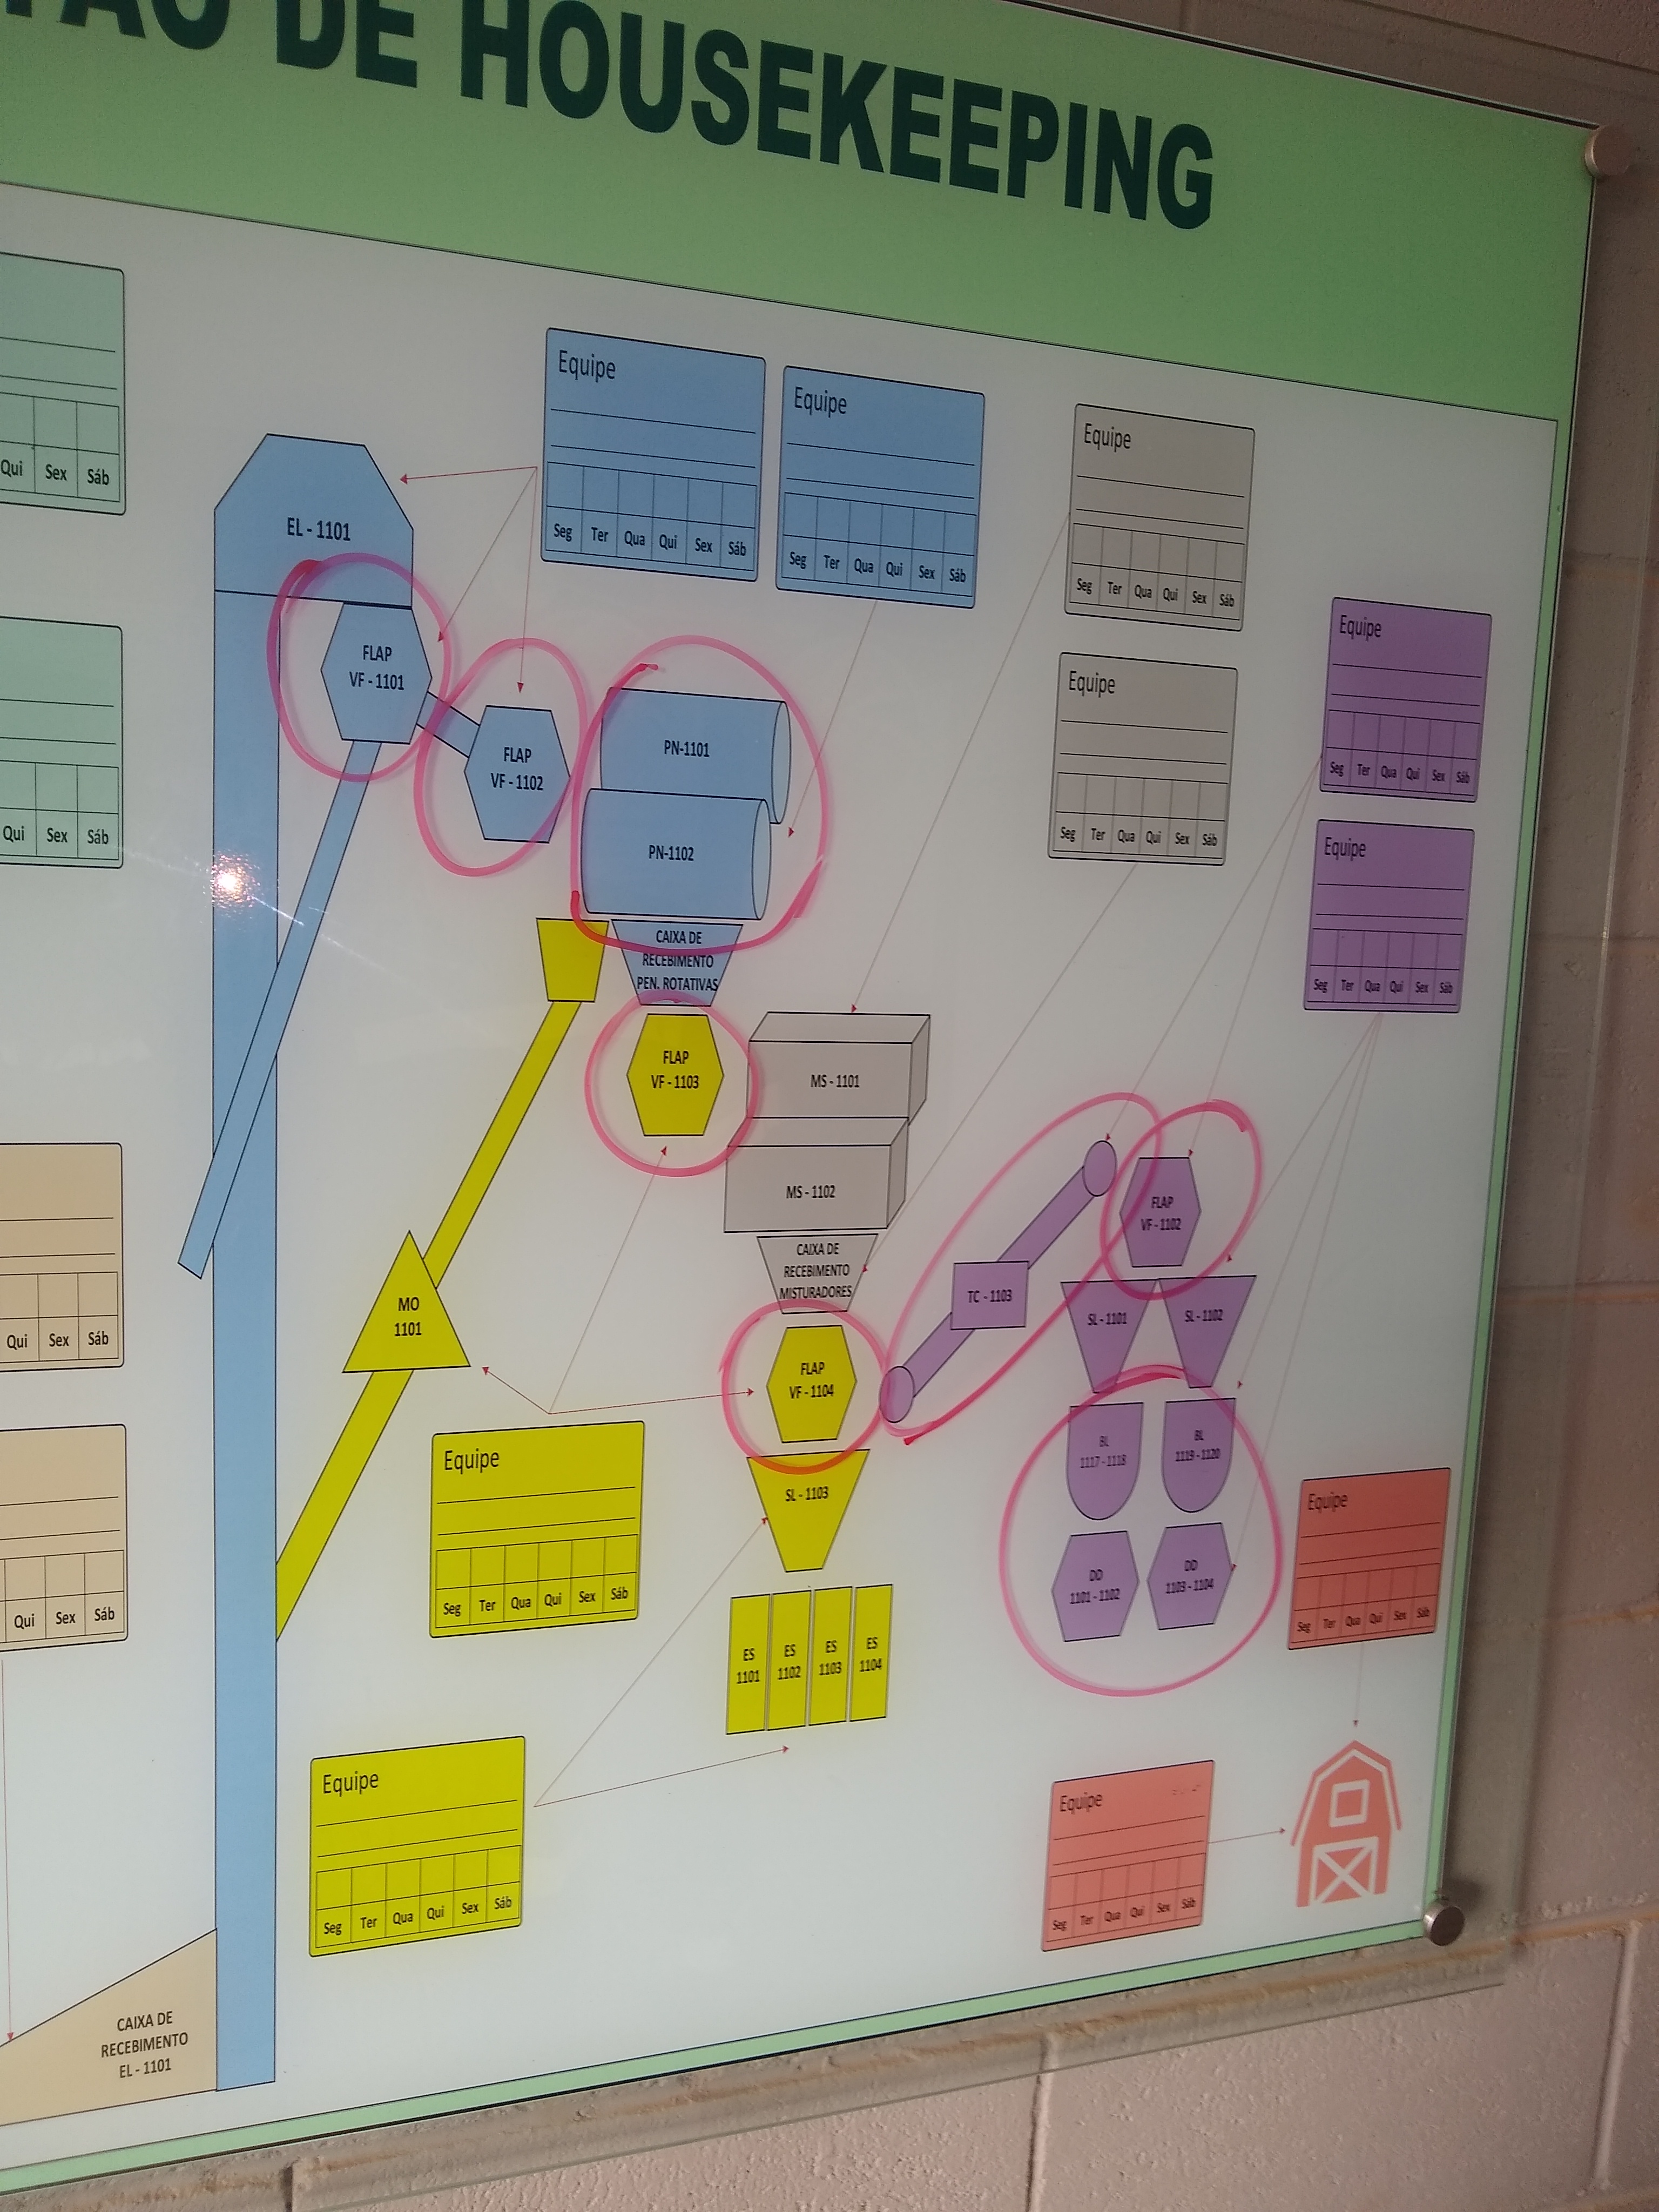 DE HOUSEKEEPING
Equipe
Seg Ter Qua Qui Sex Sáb
Equipe
Seg Ter Qua Qui Sex Sáb
Equipe
Seg Ter Qua Qui Sex Sáb
Qui Sex Sáb
EL - 1101
FLAP
VF - 1101
FLAP
VF - 1102
PN-1101
PN-1102
CAIXA DE
RECEBIMENTO
PEN. ROTATIVAS
Equipe
Seg Ter Qua Qui Sex Sáb
Equipe
Seg Ter Qua Qui Sex Sáb
Equipe
Seg Ter Qua Qui Sex Sáb
Qui Sex Sáb
FLAP
VF - 1103
MS - 1101
MS - 1102
CAIXA DE
RECEBIMENTO
MISTURADORES
FLAP
VF - 1102
TC - 1103
SL - 1101
SL - 1102
MO
1101
Qui Sex Sáb
FLAP
VF - 1104
SL - 1103
BL
1117 - 1118
BL
1119 - 1120
DD
1101 - 1102
DD
1103 - 1104
Equipe
Seg Ter Qua Qui Sex Sáb
Equipe
Seg Ter Qua Qui Sex Sáb
Qui Sex Sáb
ES
1101
ES
1102
ES
1103
ES
1104
Equipe
Seg Ter Qua Qui Sex Sáb
Equipe
Seg Ter Qua Qui Sex Sáb
CAIXA DE
RECEBIMENTO
EL - 1101